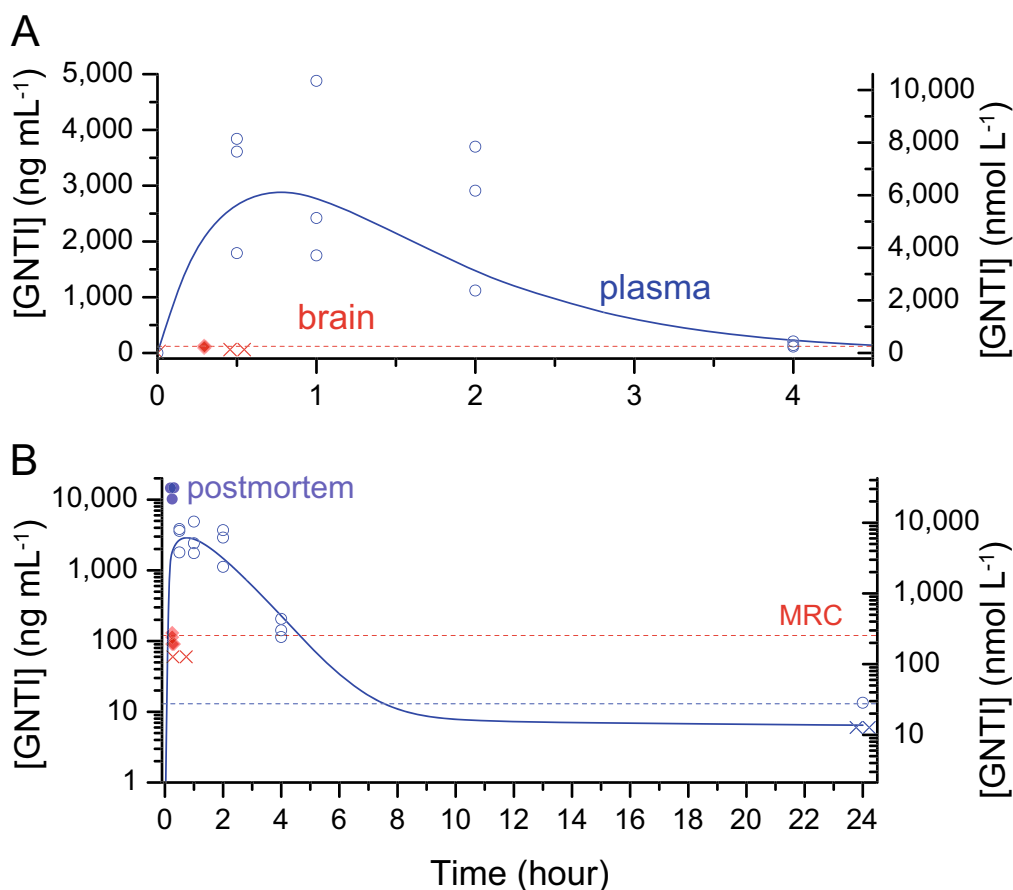 A
[GNTI] (ng mL-1)
5,000
4,000
3,000
2,000
1,000
0
10,000
8,000
6,000
4,000
2,000
0
[GNTI] (nmol L-1)
plasma
brain
0 1 2 3 4
B
[GNTI] (ng mL-1)
10,000
1,000
100
10
1
postmortem
MRC
10,000
1,000
100
10
[GNTI] (nmol L-1)
0 2 4 6 8 10 12 14 16 18 20 22 24
Time (hour)